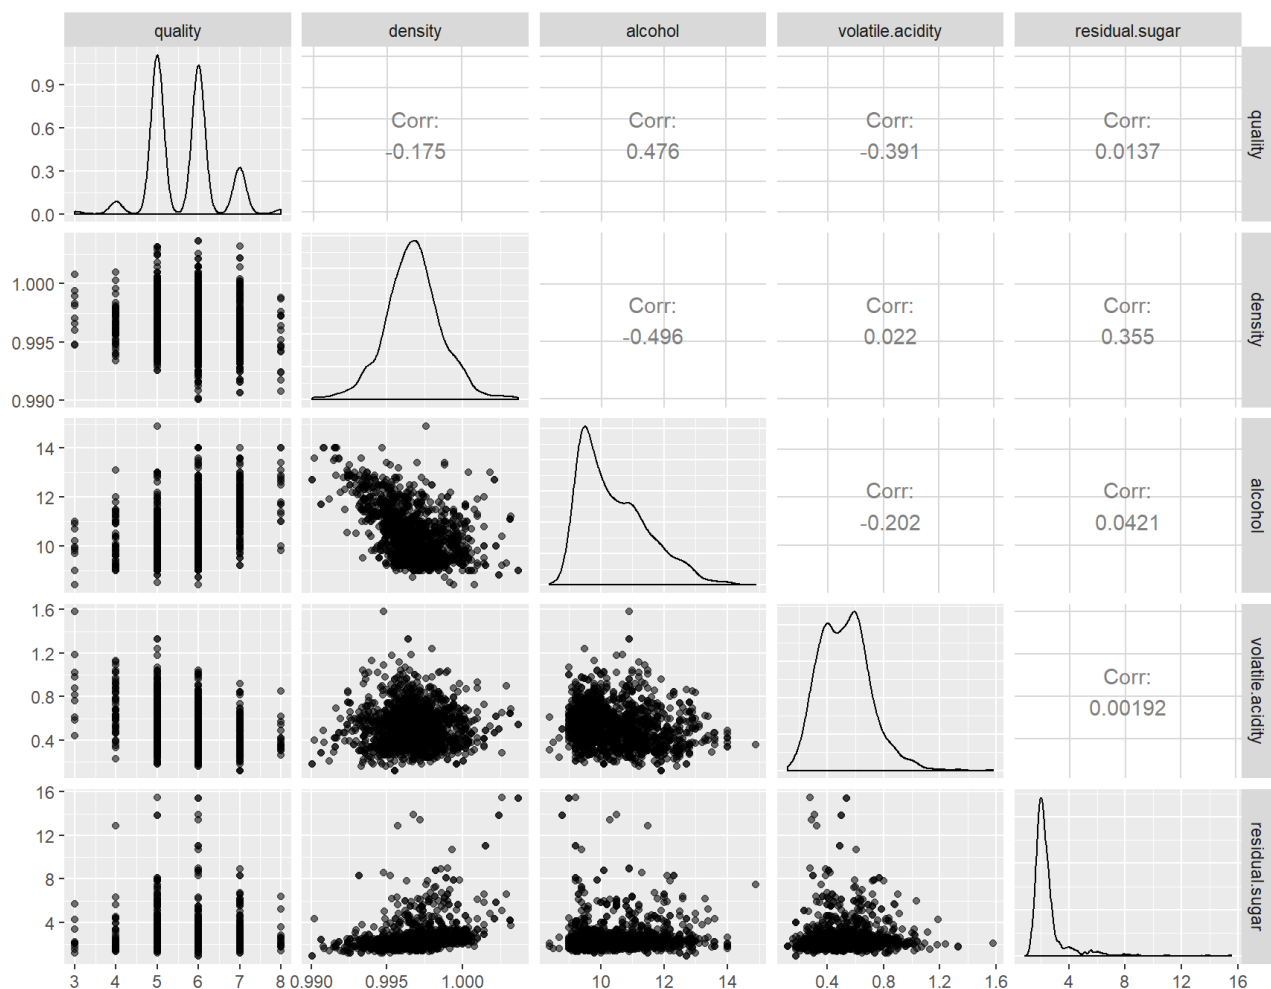 quality density alcohol volatile.acidity residual.sugar
0.9
0.6
0.3
0.0
Corr:
-0.175
Corr:
0.476
Corr:
-0.391
Corr:
0.0137
quality
1.000
0.995
0.990
Corr:
-0.496
Corr:
0.022
Corr:
0.355
density
14
12
10
Corr:
-0.202
Corr:
0.0421
alcohol
1.6
1.2
0.8
0.4
Corr:
0.00192
volatile.acidity
16
12
8
4
residual.sugar
3 4 5 6 7 8 0.990 0.995 1.000 10 12 14 0.4 0.8 1.2 1.6 4 8 12 16